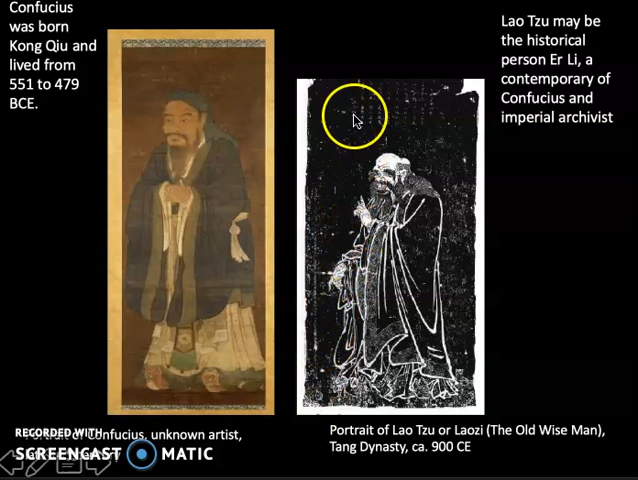 Confucius
was born
Kong Qiu and
lived from
551 to 479
BCE.
Lao Tzu may be
the historical
person Er Li, a
contemporary of
Confucius and
imperial archivist
Portrait of Confucius, unknown artist,
RECORDED WITH
SCREENCAST MATIC
Portrait of Lao Tzu or Laozi (The Old Wise Man),
Tang Dynasty, ca. 900 CE